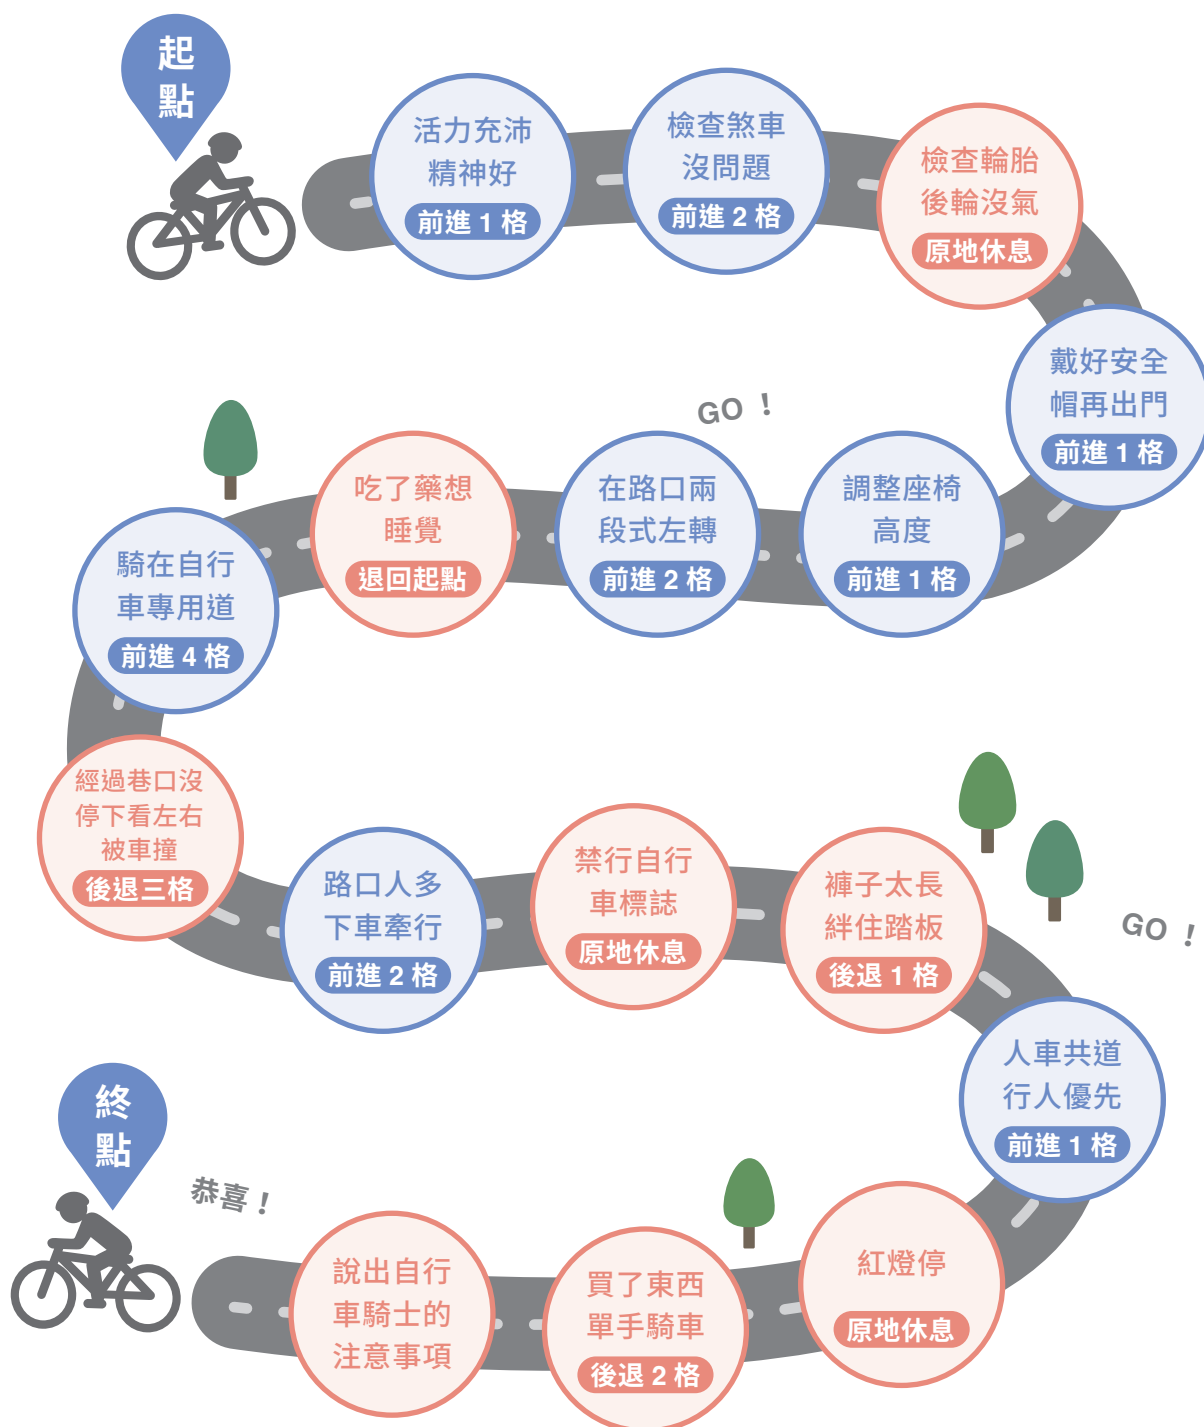 起
點
活力充沛
精神好
前進 1 格
檢查煞車
沒問題
前進 2 格
檢查輪胎
後輪沒氣
原地休息
戴好安全
帽再出門
前進 1 格
GO !
調整座椅
高度
前進 1 格
在路口兩
段式左轉
前進 2 格
吃了藥想
睡覺
退回起點
騎在自行
車專用道
前進 4 格
經過巷口沒
停下看左右
被車撞
後退三格
路口人多
下車牽行
前進 2 格
禁行自行
車標誌
原地休息
褲子太長
絆住踏板
後退 1 格
GO !
人車共道
行人優先
前進 1 格
紅燈停
原地休息
買了東西
單手騎車
後退 2 格
說出自行
車騎士的
注意事項
恭喜!
終
點